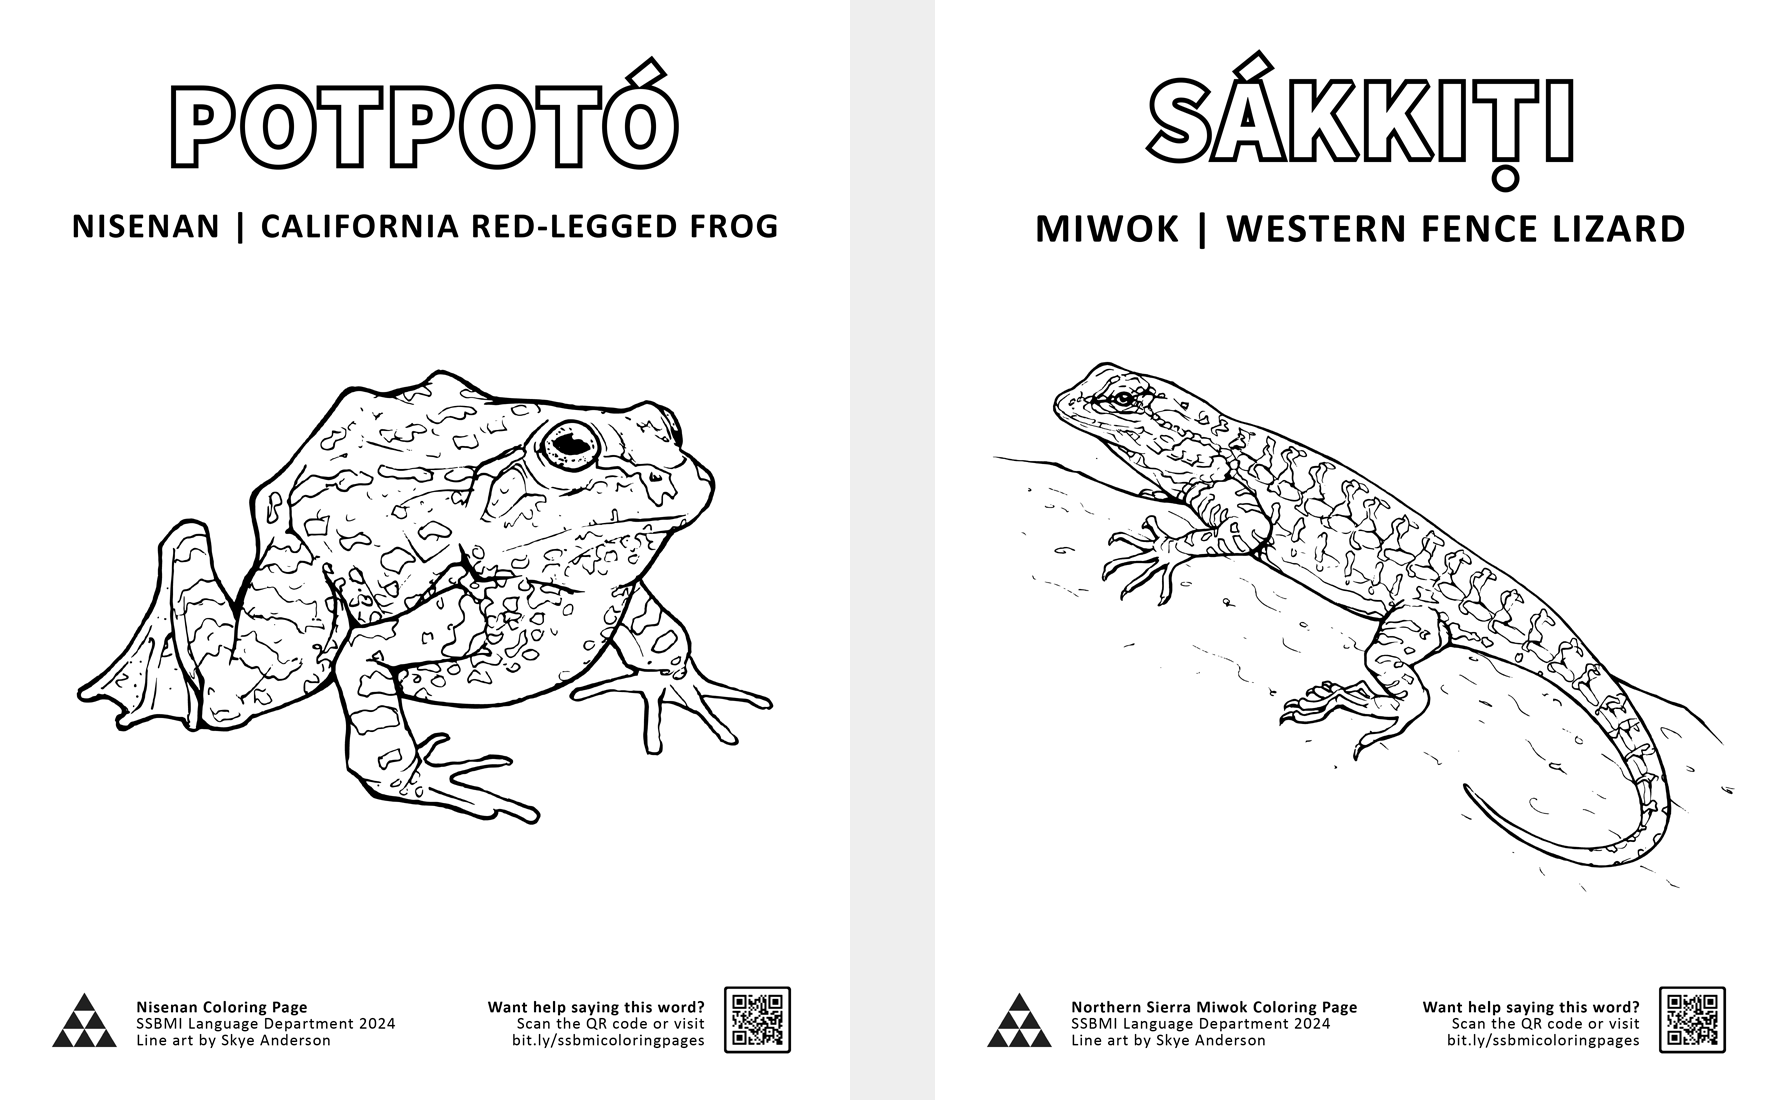 POTPOTÓ
NISENAN | CALIFORNIA RED-LEGGED FROG
Nisenan Coloring Page
SSBMI Language Department 2024
Line art by Skye Anderson
Want help saying this word?
Scan the QR code or visit
bit.ly/ssbmicoloringpages
SÁKKIṬI
MIWOK | WESTERN FENCE LIZARD
Northern Sierra Miwok Coloring Page
SSBMI Language Department 2024
Line art by Skye Anderson
Want help saying this word?
Scan the QR code or visit
bit.ly/ssbmicoloringpages